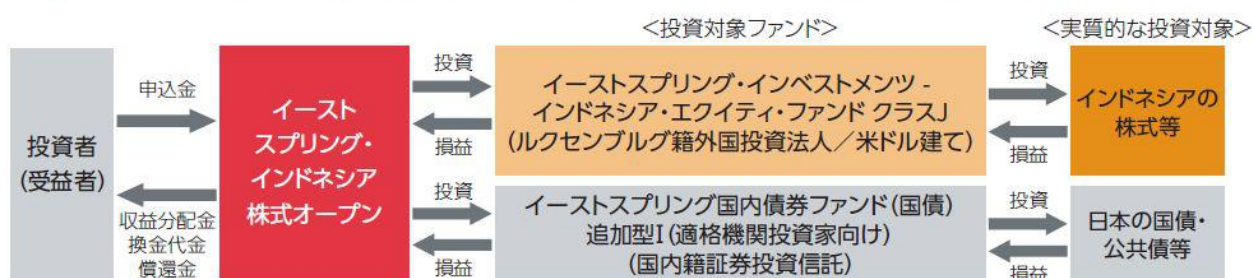 <投資対象ファンド>
<実質的な投資対象>
投資者
(受益者)
申込金
収益分配金
換金代金
償還金
イースト
スプリング・
インドネシア
株式オープン
投資
損益
投資
損益
イーストスプリング・インベストメンツ -
インドネシア・エクイティ・ファンド クラスJ
(ルクセンブルグ籍外国投資法人／米ドル建て)
イーストスプリング国内債券ファンド(国債)
追加型I(適格機関投資家向け)
(国内籍証券投資信託)
投資
損益
投資
損益
インドネシアの
株式等
日本の国債・
公共債等